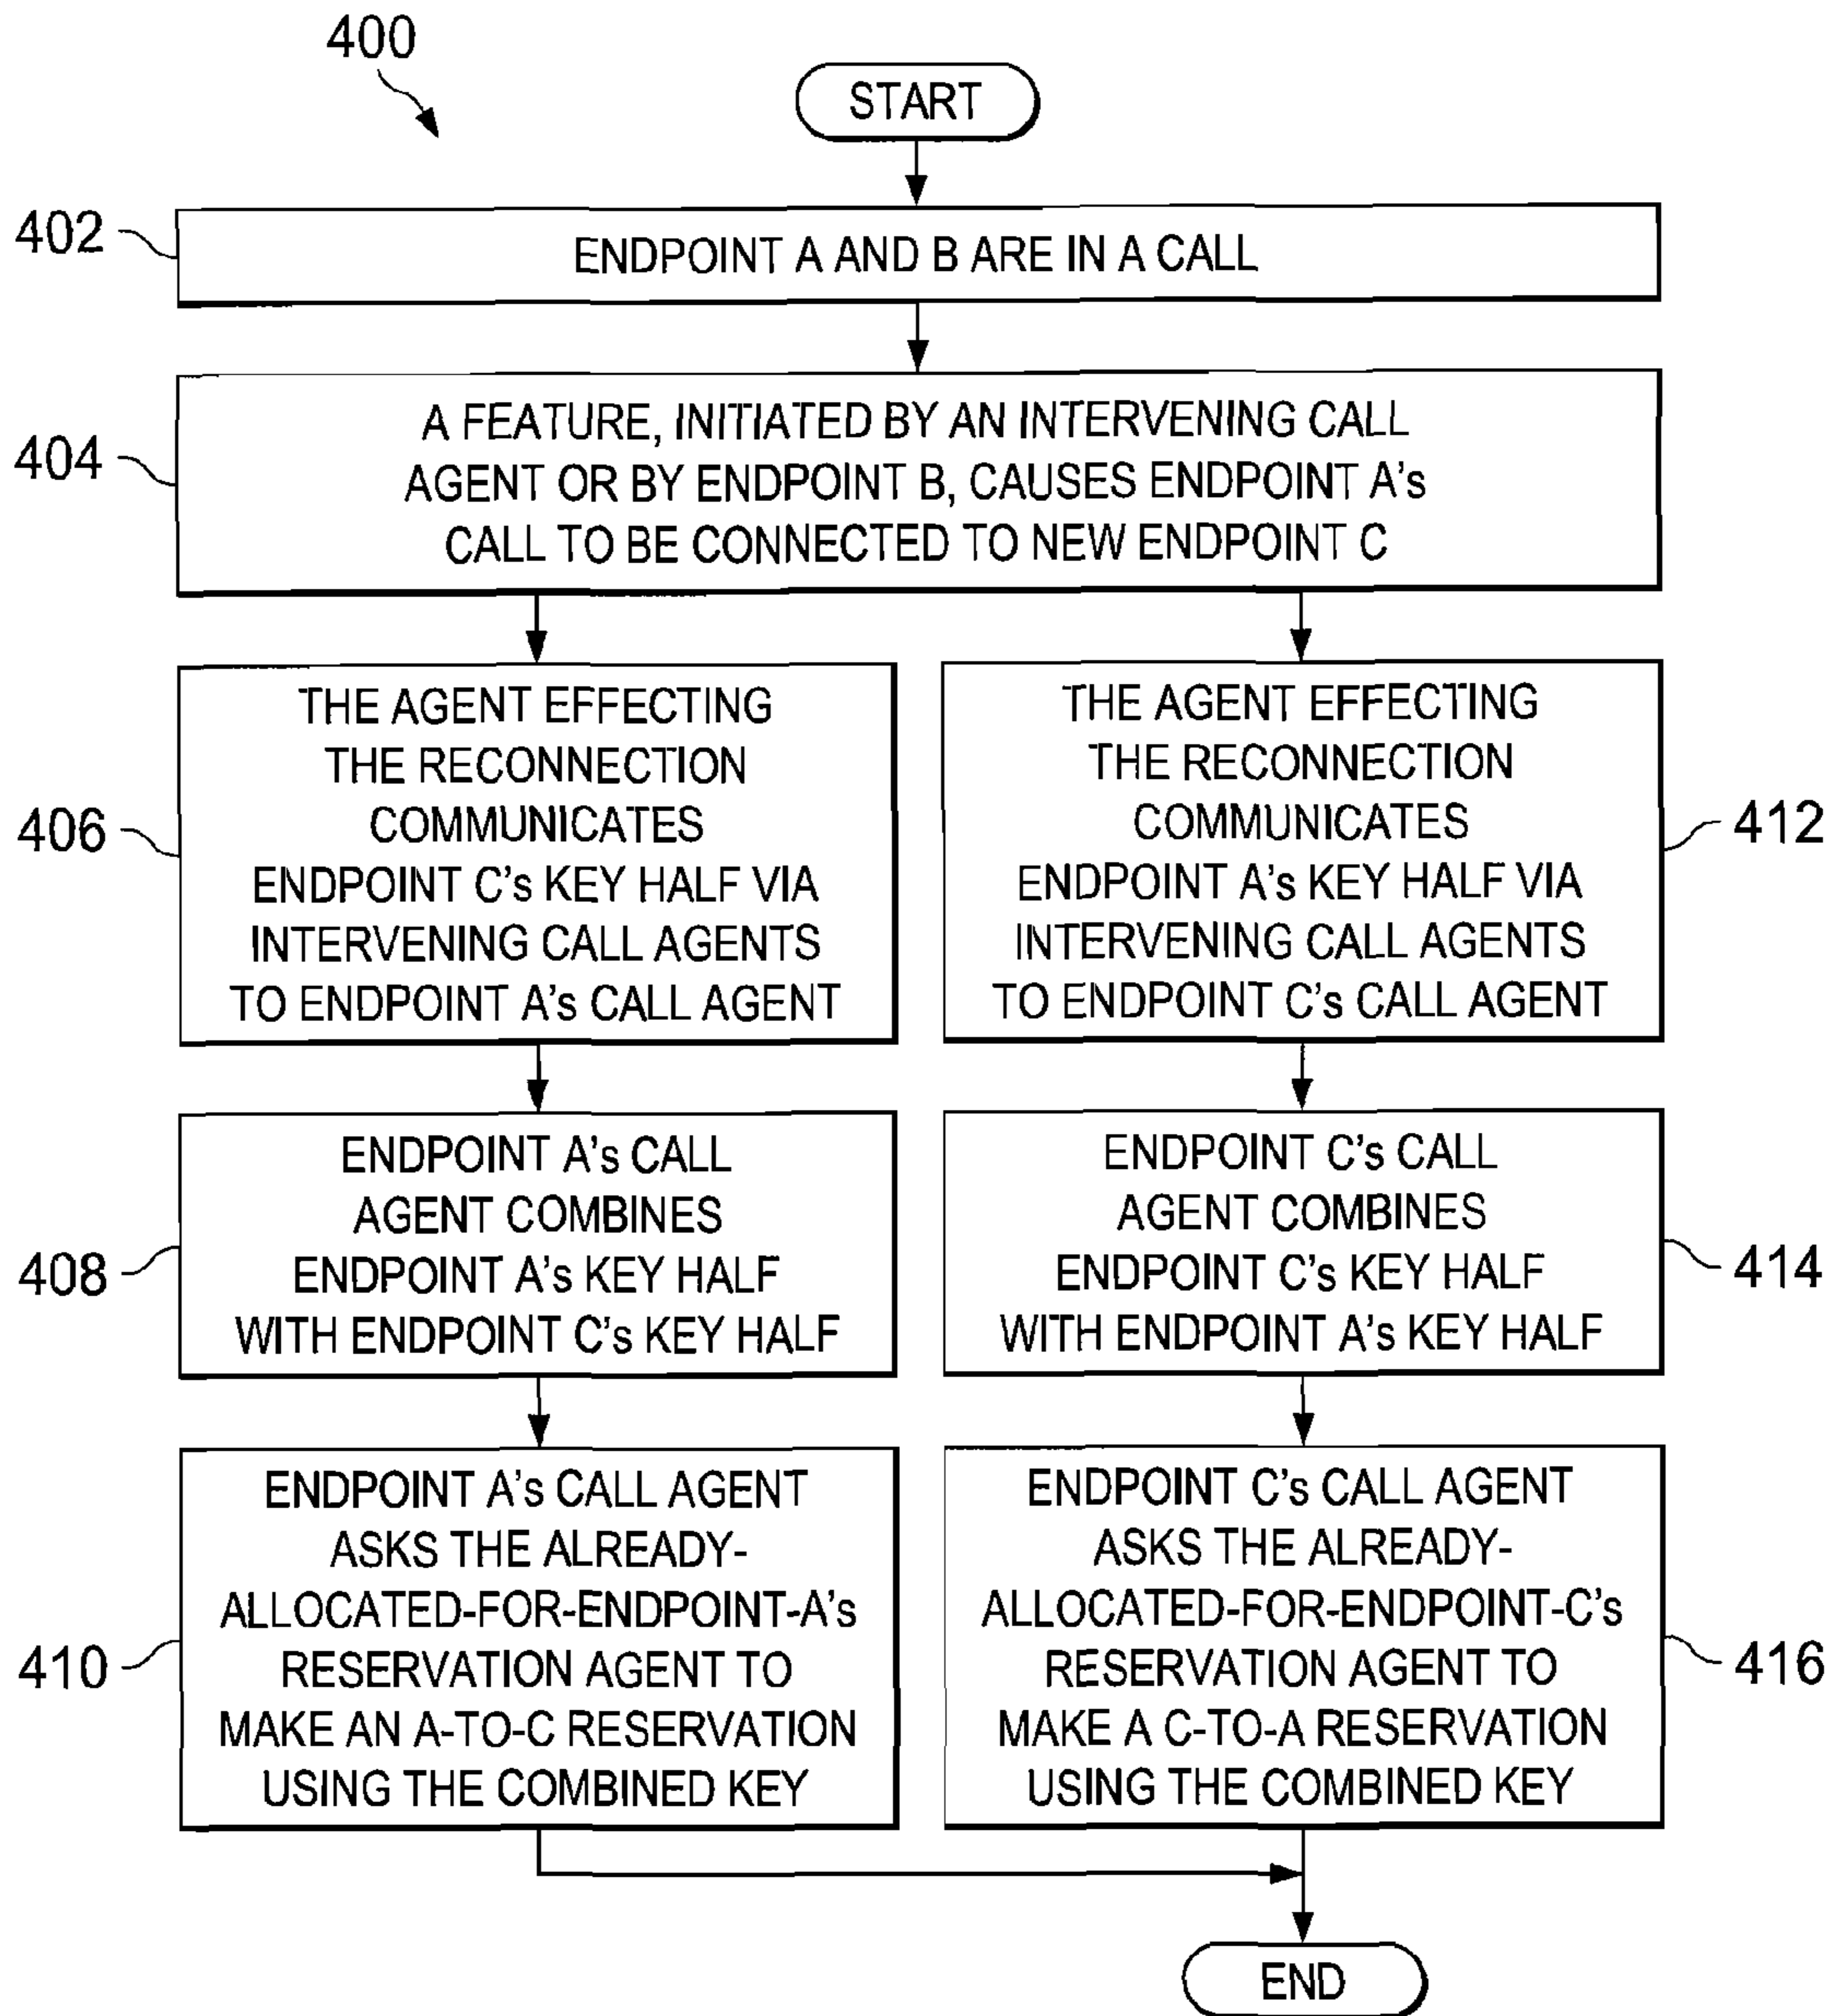 400
START
402
ENDPOINT A AND B ARE IN A CALL
404
A FEATURE, INITIATED BY AN INTERVENING CALL
AGENT OR BY ENDPOINT B, CAUSES ENDPOINT A's
CALL TO BE CONNECTED TO NEW ENDPOINT C
406
THE AGENT EFFECTING
THE RECONNECTION
COMMUNICATES
ENDPOINT C's KEY HALF VIA
INTERVENING CALL AGENTS
TO ENDPOINT A's CALL AGENT
408
ENDPOINT A's CALL
AGENT COMBINES
ENDPOINT A's KEY HALF
WITH ENDPOINT C's KEY HALF
410
ENDPOINT A's CALL AGENT
ASKS THE ALREADY-
ALLOCATED-FOR-ENDPOINT-A's
RESERVATION AGENT TO
MAKE AN A-TO-C RESERVATION
USING THE COMBINED KEY
THE AGENT EFFECTING
THE RECONNECTION
COMMUNICATES
ENDPOINT A's KEY HALF VIA
INTERVENING CALL AGENTS
TO ENDPOINT C's CALL AGENT
412
ENDPOINT C's CALL
AGENT COMBINES
ENDPOINT C's KEY HALF
WITH ENDPOINT A's KEY HALF
414
ENDPOINT C's CALL AGENT
ASKS THE ALREADY-
ALLOCATED-FOR-ENDPOINT-C's
RESERVATION AGENT TO
MAKE A C-TO-A RESERVATION
USING THE COMBINED KEY
416
END